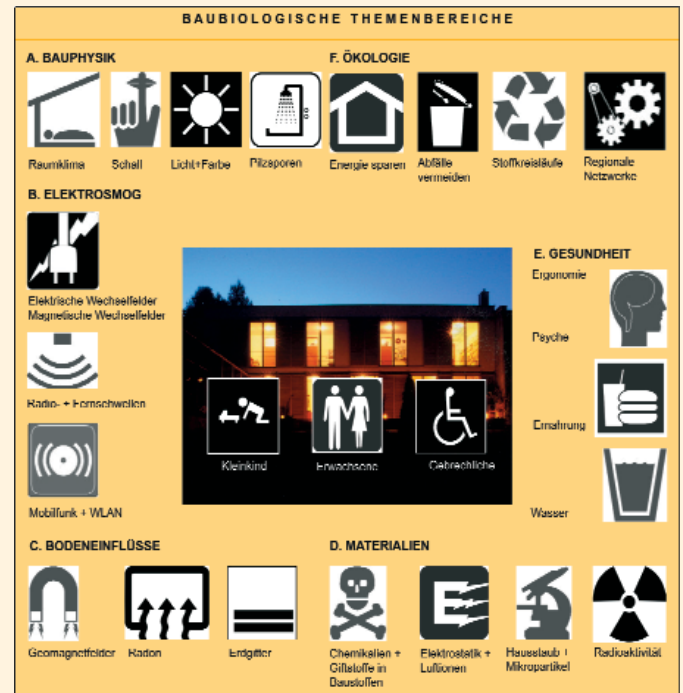 BAUBIOLOGISCHE THEMENBEREICHE
A. BAUPHYSIK
Raumklima
Schall
Licht+Farbe
Pilzsporen
F. ÖKOLOGIE
Energie sparen
Abfälle
vermeiden
Stoffkreisläufe
Regionale
Netzwerke
B. ELEKTROSMOG
Elektrische Wechselfelder
Magnetische Wechselfelder
Radio- + Fernsehwellen
Mobilfunk + WLAN
Kleinkind
Erwachsene
Gebrechliche
E. GESUNDHEIT
Ergonomie
Psyche
Ernahrung
Wasser
C. BODENEINFLÜSSE
Geomagnetfelder
Radon
Erdgitter
D. MATERIALIEN
Chemikalien +
Giftstoffe in
Baustoffen
Elektrostatik +
Luftionen
Hausstaub +
Mikropartikel
Radioaktivität